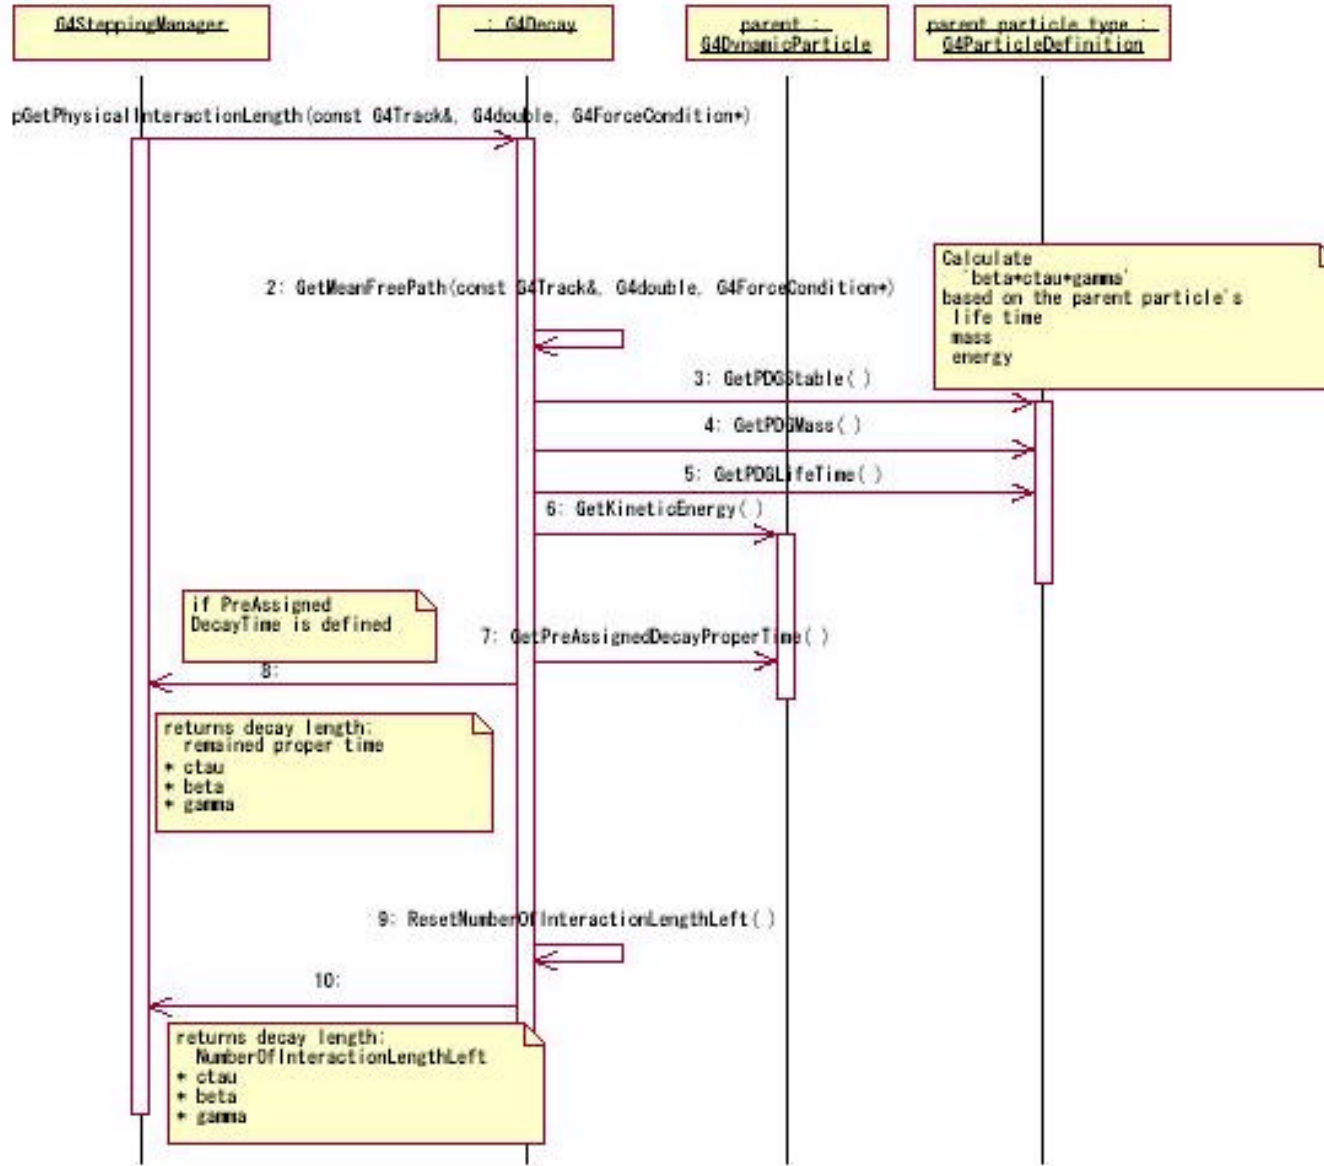 G4SteppingManager
: G4Decay
parent :
G4DynamicParticle
parent particle type :
G4ParticleDefinition
pGetPhysicalInteractionLength(const G4Track&, G4double, G4ForceCondition*)
Calculate
'beta*ctau*gamma'
based on the parent particle's
life time
mass
energy
2: GetMeanFreePath(const G4Track&, G4double, G4ForceCondition*)
3: GetPDGStable( )
4: GetPDGMass( )
5: GetPDGLifeTime( )
6: GetKineticEnergy( )
if PreAssigned
DecayTime is defined
7: GetPreAssignedDecayProperTime( )
8:
returns decay length:
remained proper time
* ctau
* beta
* gamma
9: ResetNumberOfInteractionLengthLeft( )
10:
returns decay length:
NumberOfInteractionLengthLeft
* ctau
* beta
* gamma